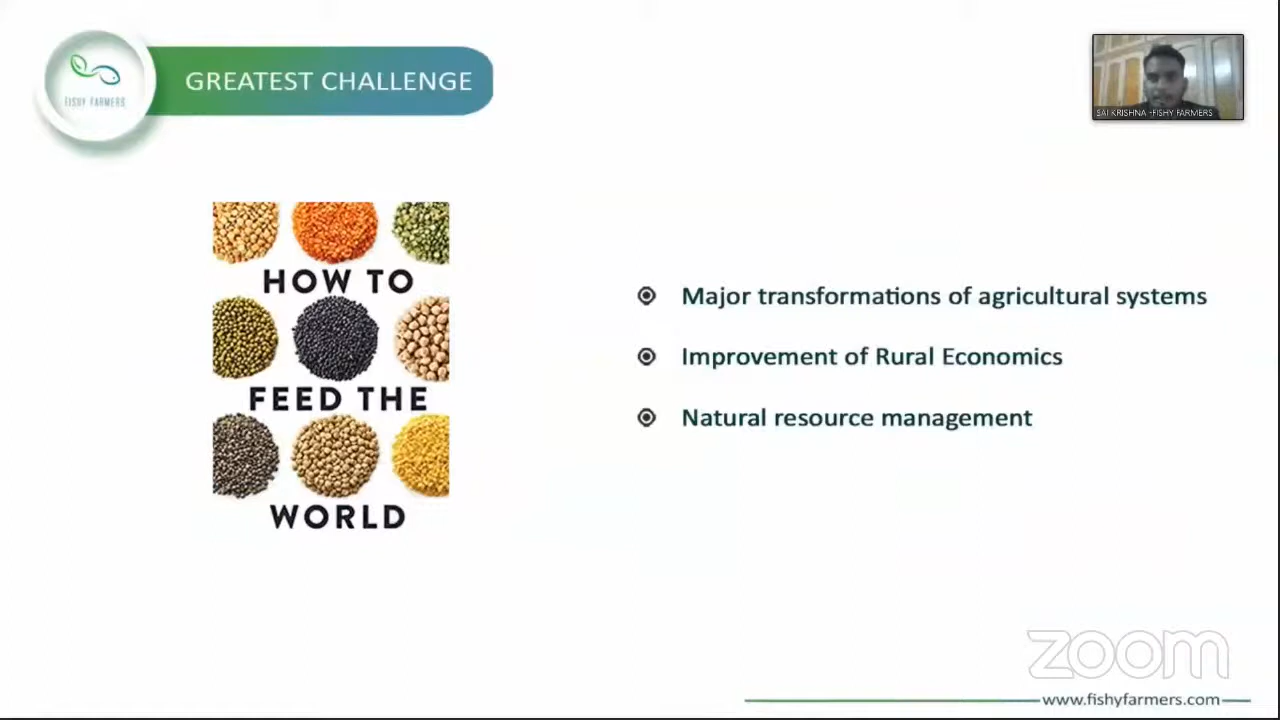 FISHY FARMERS
GREATEST CHALLENGE
SAI KRISHNA -FISHY FARMERS
HOW TO
FEED THE
WORLD
Major transformations of agricultural systems
Improvement of Rural Economics
Natural resource management
zoom
www.fishyfarmers.com